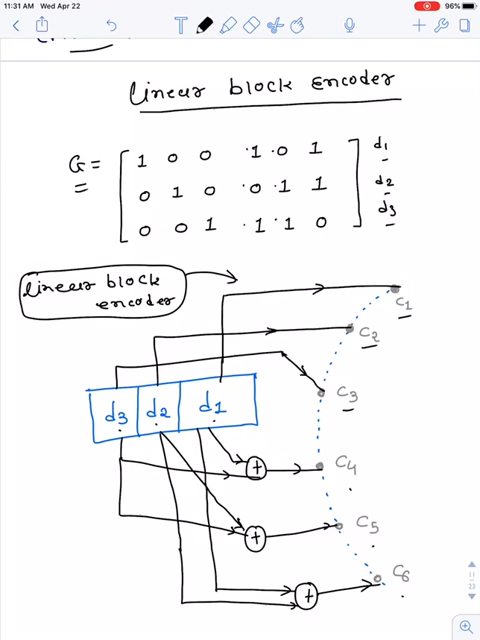 11:31 AM Wed Apr 22
96%
Linear block encoder
G = [ 1 0 0 1 0 1 ] d1
0 1 0 0 1 1 d2
0 0 1 1 1 0 d3
linear block
encoder
C1
C2
C3
d3 d2 d1
+ C4
+ C5
+ C6